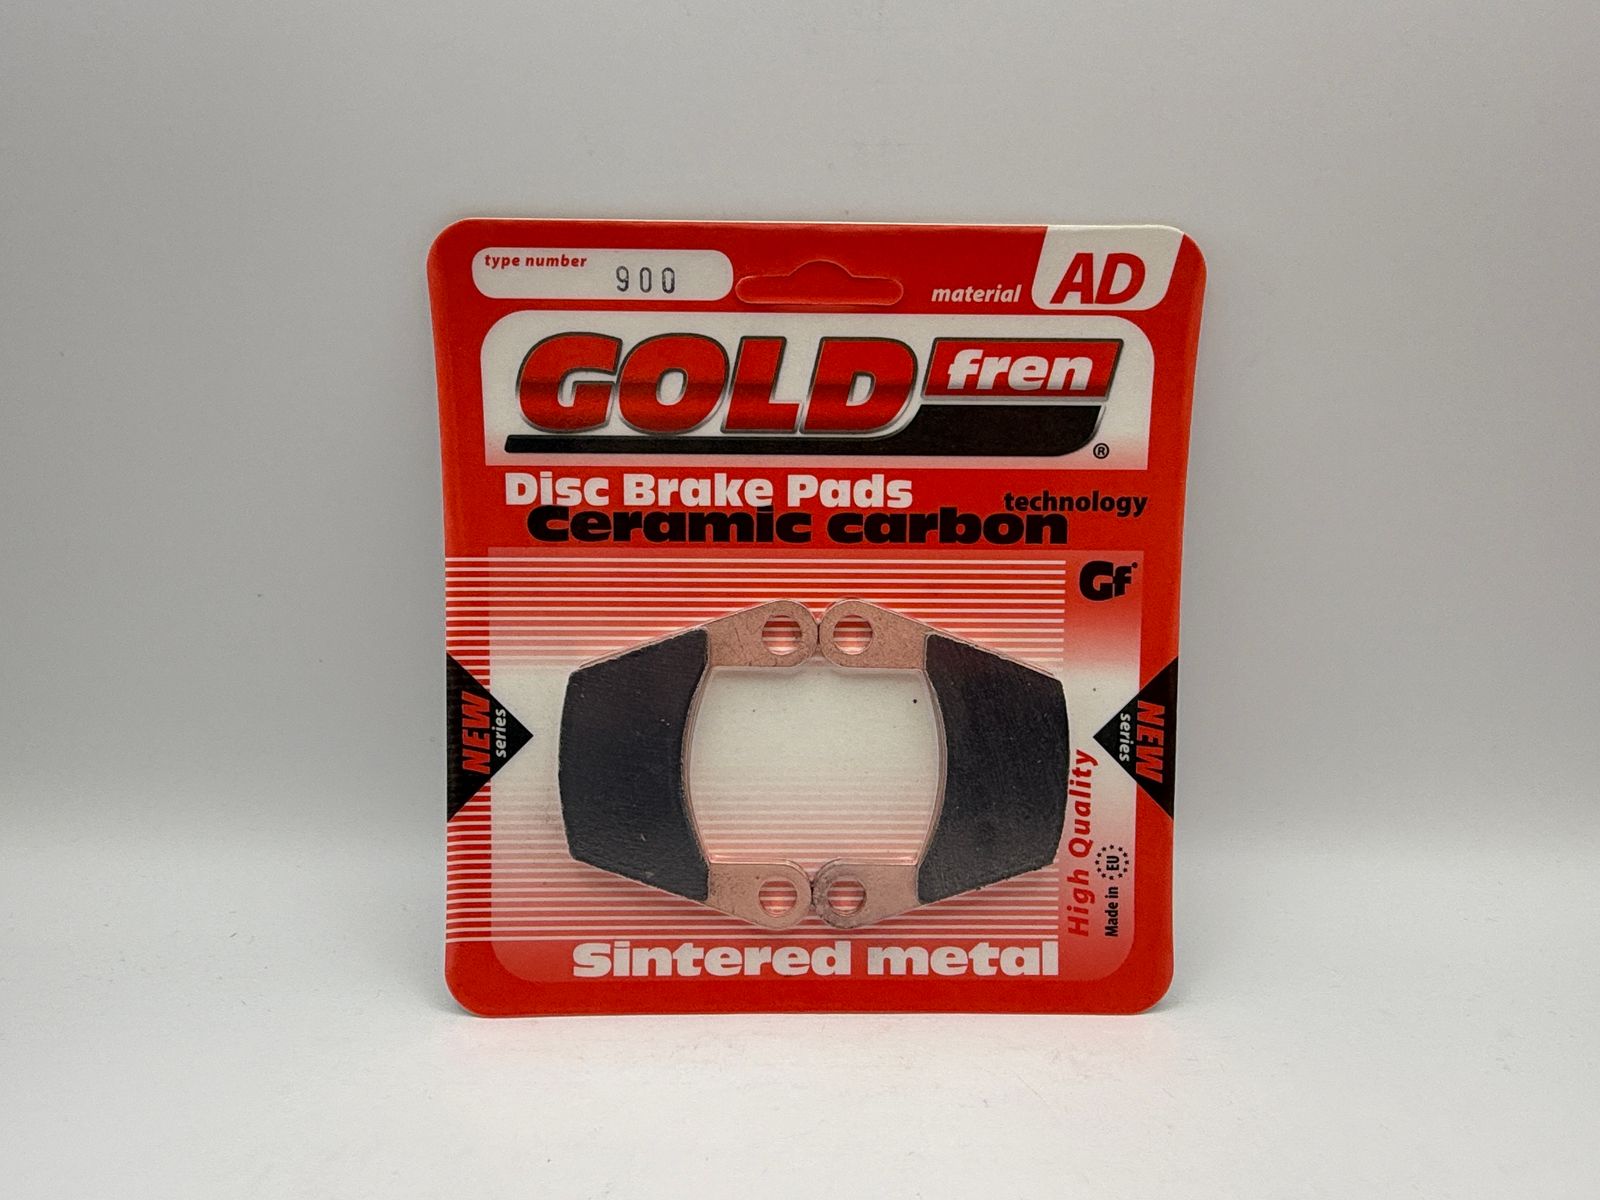 type number 900
material AD
GOLD fren
®
Disc Brake Pads
technology
Ceramic carbon
Gf
NEW series
NEW series
High Quality
Made in EU
Sintered metal